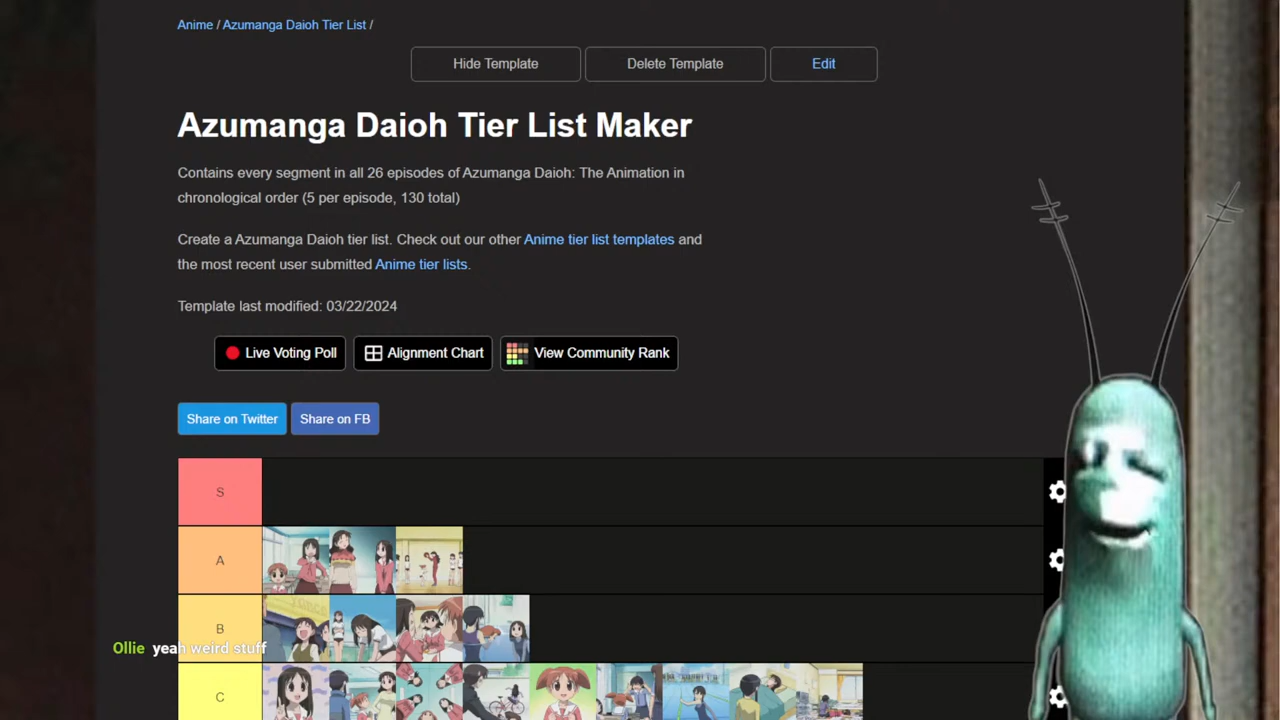 Anime / Azumanga Daioh Tier List /
Hide Template
Delete Template
Edit
Azumanga Daioh Tier List Maker
Contains every segment in all 26 episodes of Azumanga Daioh: The Animation in
chronological order (5 per episode, 130 total)
Create a Azumanga Daioh tier list. Check out our other Anime tier list templates and
the most recent user submitted Anime tier lists.
Template last modified: 03/22/2024
Live Voting Poll
Alignment Chart
View Community Rank
Share on Twitter
Share on FB
S
A
B
Ollie yeah weird stuff
C